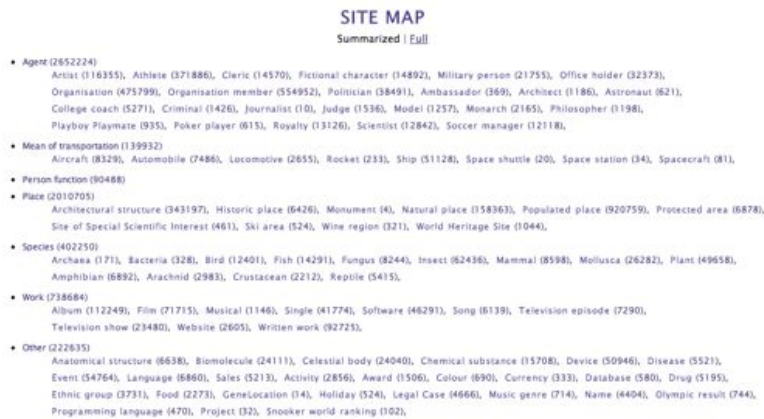 SITE MAP
Summarized | Full
• Agent (2652224)
Artist (116355), Athlete (371886), Cleric (14570), Fictional character (14892), Military person (21755), Office holder (32373),
Organisation (475799), Organisation member (554952), Politician (38491), Ambassador (369), Architect (1186), Astronaut (621),
College coach (5271), Criminal (1426), Journalist (10), Judge (1536), Model (1257), Monarch (2165), Philosopher (1198),
Playboy Playmate (935), Poker player (615), Royalty (13126), Scientist (12842), Soccer manager (12118),
• Mean of transportation (139932)
Aircraft (8329), Automobile (7486), Locomotive (2655), Rocket (233), Ship (51128), Space shuttle (20), Space station (34), Spacecraft (81),
• Person function (90488)
• Place (2010705)
Architectural structure (343197), Historic place (6426), Monument (4), Natural place (158363), Populated place (920759), Protected area (6878),
Site of Special Scientific Interest (461), Ski area (524), Wine region (321), World Heritage Site (1044),
• Species (402250)
Archaea (171), Bacteria (328), Bird (12401), Fish (14291), Fungus (8244), Insect (62436), Mammal (8598), Mollusca (26282), Plant (49658),
Amphibian (6892), Arachnid (2983), Crustacean (2212), Reptile (5415),
• Work (738684)
Album (112249), Film (71715), Musical (1146), Single (41774), Software (46291), Song (6139), Television episode (7290),
Television show (23480), Website (2605), Written work (92725),
• Other (222635)
Anatomical structure (6638), Biomolecule (24111), Celestial body (24040), Chemical substance (15708), Device (50946), Disease (5521),
Event (54764), Language (6860), Sales (5213), Activity (2856), Award (1506), Colour (690), Currency (333), Database (580), Drug (5195),
Ethnic group (3731), Food (2273), GeneLocation (14), Holiday (524), Legal Case (4666), Music genre (714), Name (4404), Olympic result (744),
Programming language (470), Project (32), Snooker world ranking (102),